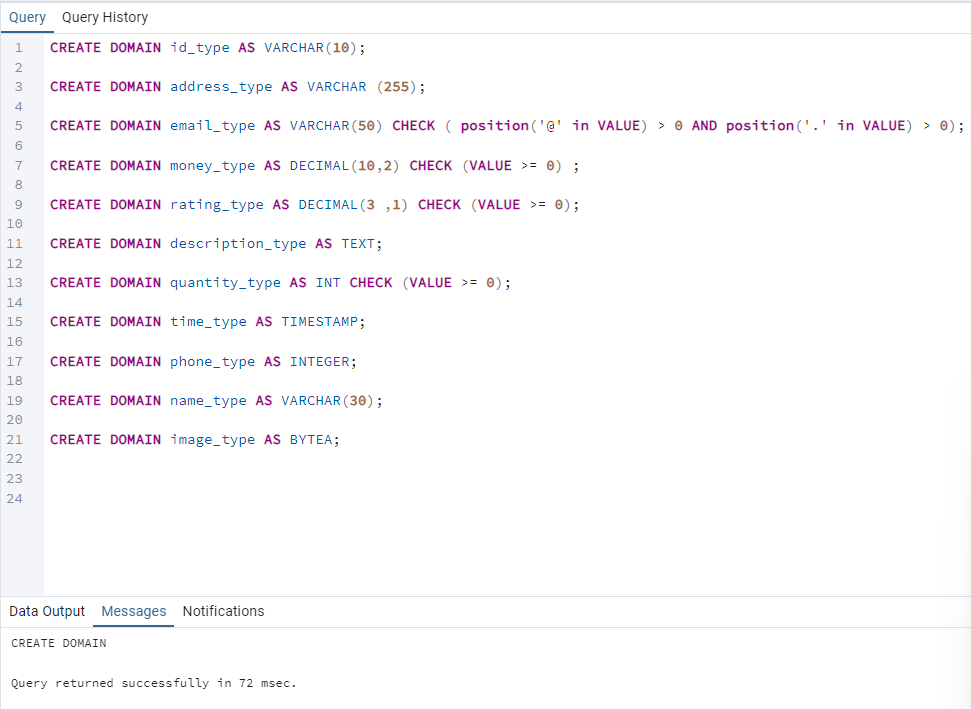 Query Query History
1 CREATE DOMAIN id_type AS VARCHAR(10);
2
3 CREATE DOMAIN address_type AS VARCHAR (255);
4
5 CREATE DOMAIN email_type AS VARCHAR(50) CHECK ( position('@' in VALUE) > 0 AND position('.' in VALUE) > 0);
6
7 CREATE DOMAIN money_type AS DECIMAL(10,2) CHECK (VALUE >= 0) ;
8
9 CREATE DOMAIN rating_type AS DECIMAL(3 ,1) CHECK (VALUE >= 0);
10
11 CREATE DOMAIN description_type AS TEXT;
12
13 CREATE DOMAIN quantity_type AS INT CHECK (VALUE >= 0);
14
15 CREATE DOMAIN time_type AS TIMESTAMP;
16
17 CREATE DOMAIN phone_type AS INTEGER;
18
19 CREATE DOMAIN name_type AS VARCHAR(30);
20
21 CREATE DOMAIN image_type AS BYTEA;
22
23
24
Data Output Messages Notifications
CREATE DOMAIN
Query returned successfully in 72 msec.